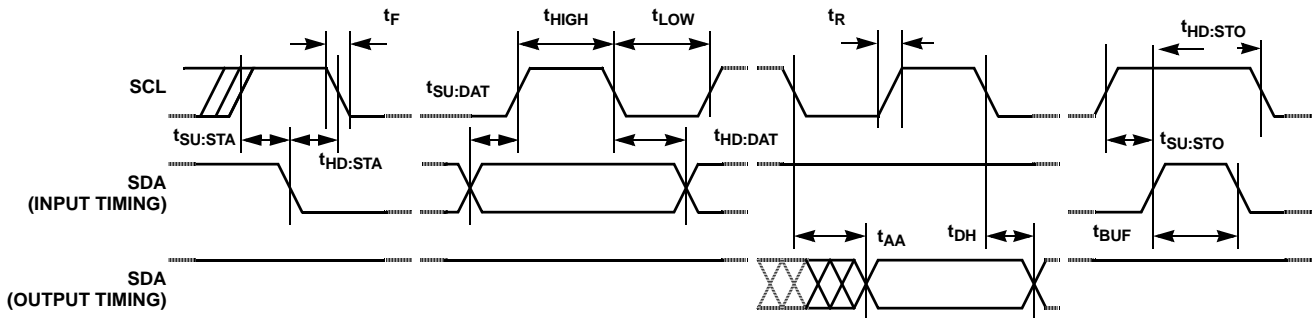 tF
tHIGH
tLOW
tR
tHD:STO
SCL
tSU:DAT
tSU:STA
tHD:STA
tHD:DAT
tSU:STO
SDA
(INPUT TIMING)
tAA
tDH
tBUF
SDA
(OUTPUT TIMING)